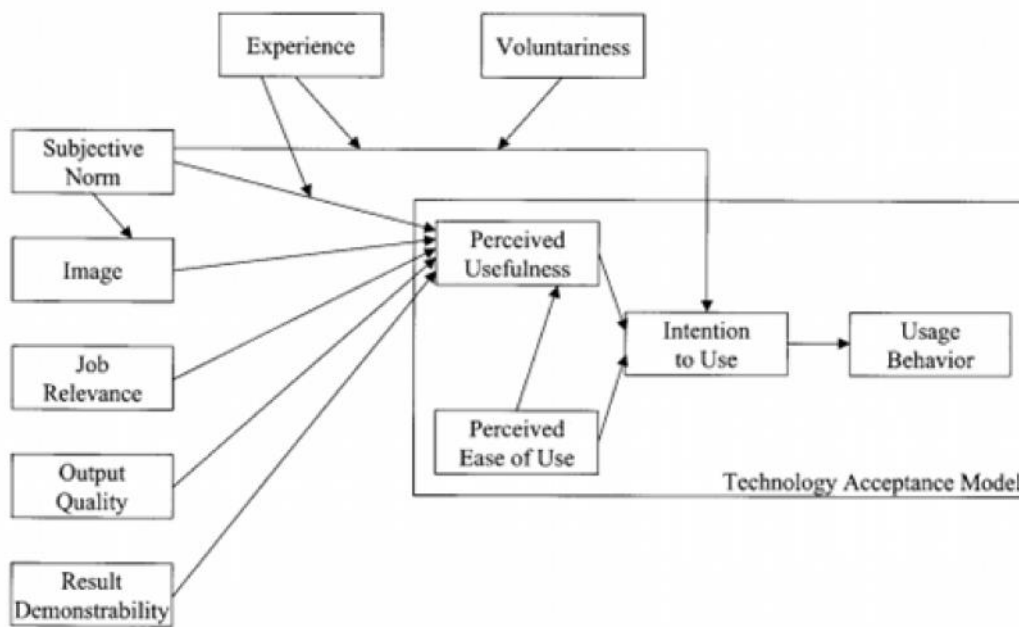 Experience
Voluntariness
Subjective
Norm
Image
Perceived
Usefulness
Intention
to Use
Usage
Behavior
Job
Relevance
Perceived
Ease of Use
Output
Quality
Technology Acceptance Model
Result
Demonstrability